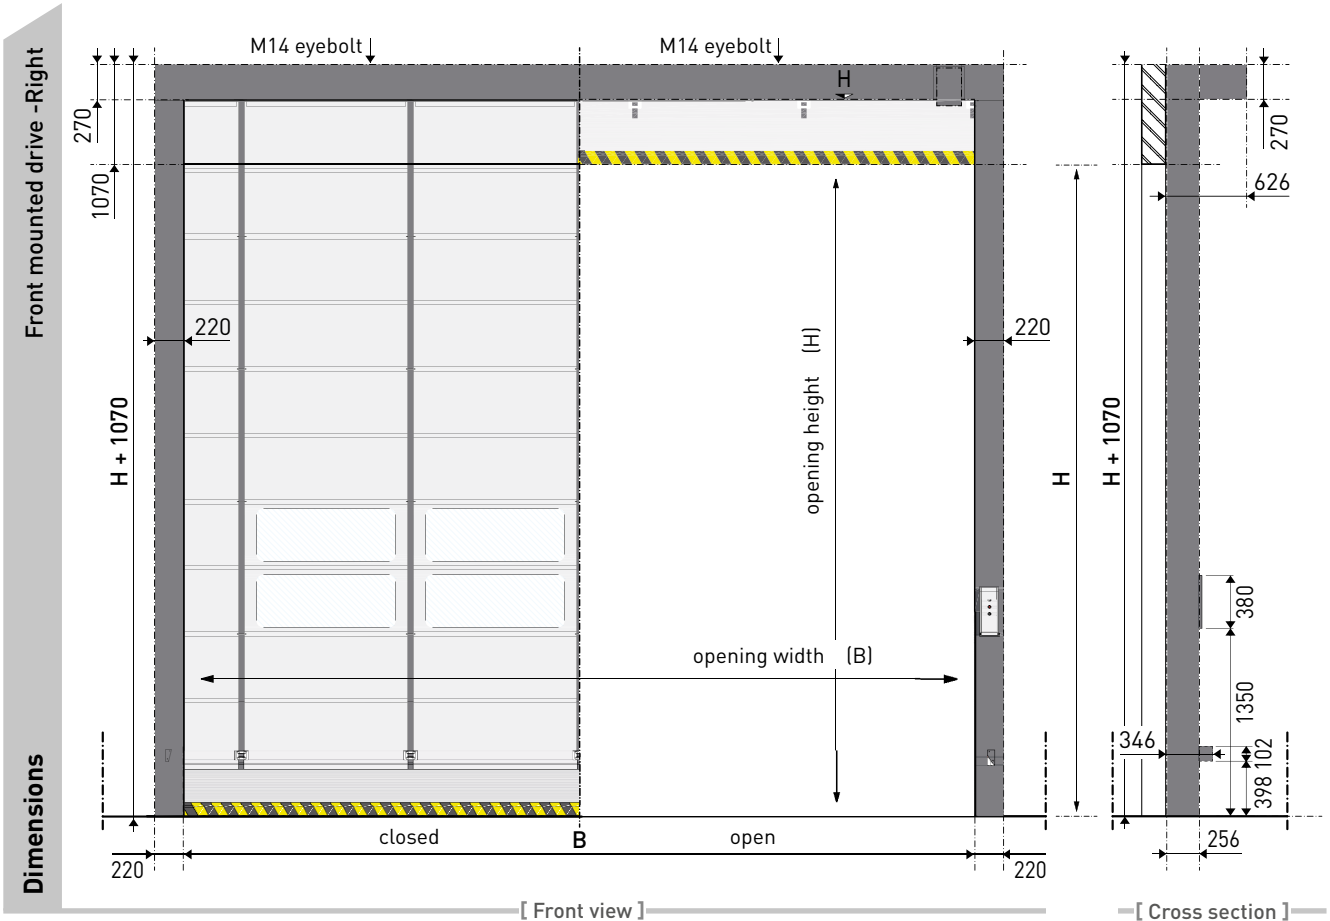 Front mounted drive -Right
Dimensions
M14 eyebolt
M14 eyebolt
H
270
1070
270
626
220
220
H + 1070
opening height (H)
H
H + 1070
380
opening width (B)
1350
346
102
398
closed
B
open
256
220
220
[ Front view ]
[ Cross section ]